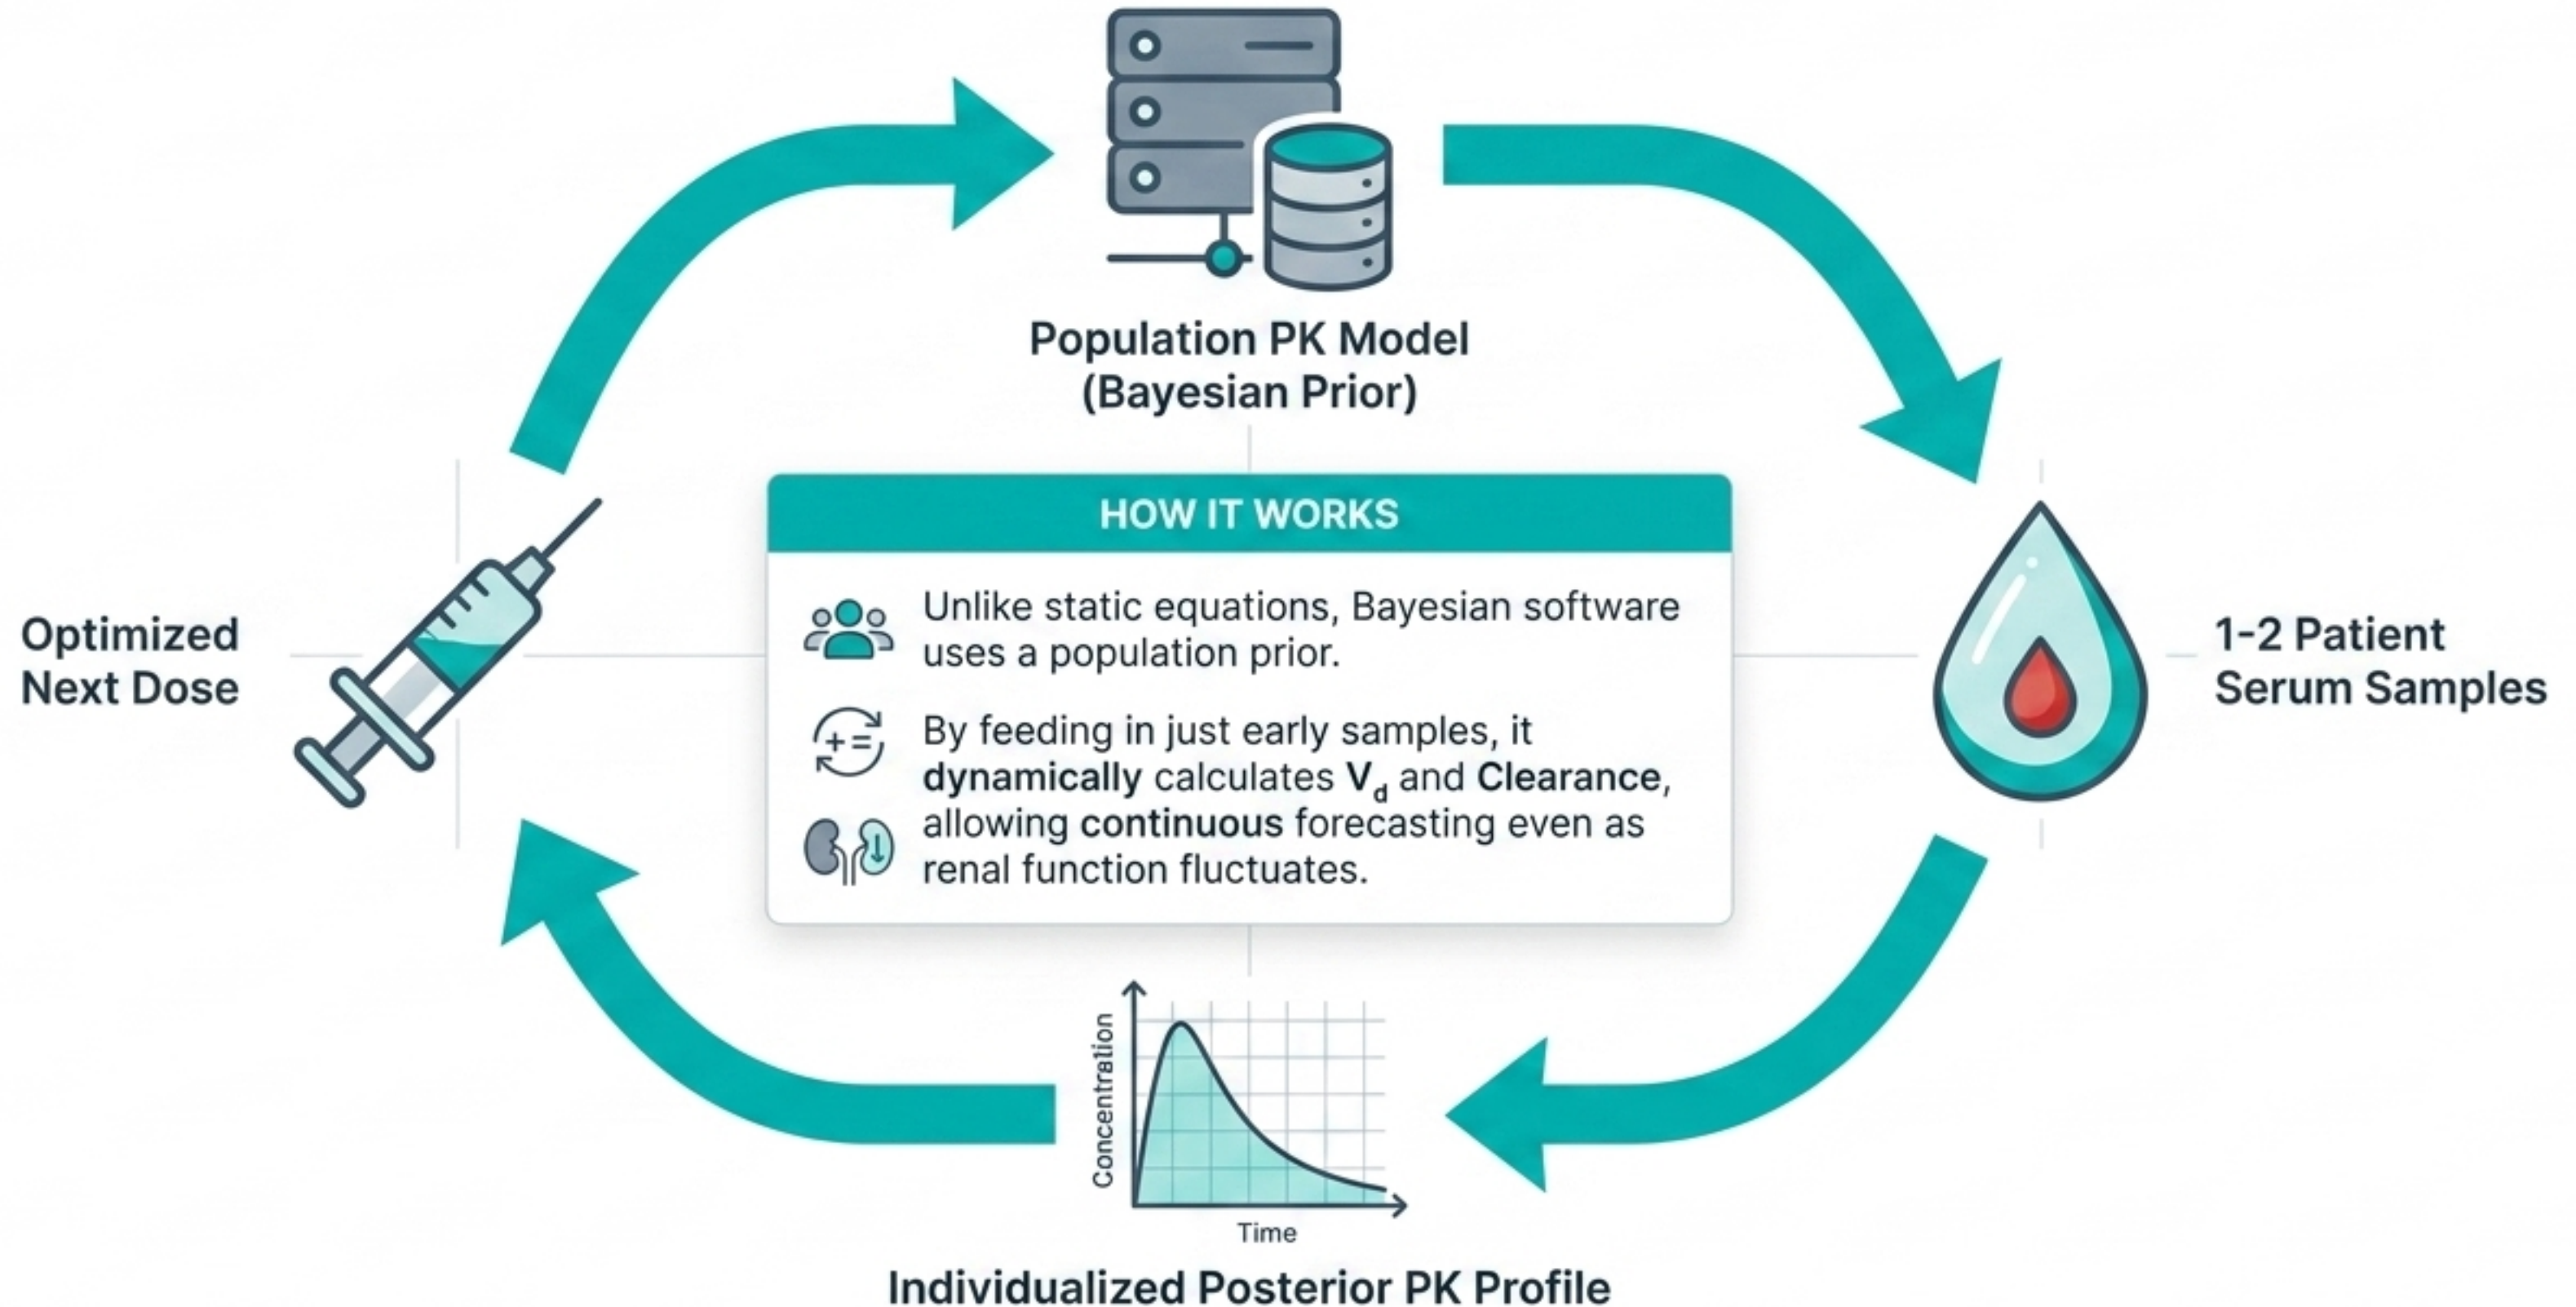 Population PK Model
(Bayesian Prior)
HOW IT WORKS
Unlike static equations, Bayesian software
uses a population prior.
By feeding in just early samples, it
dynamically calculates Vd and Clearance,
allowing continuous forecasting even as
renal function fluctuates.
Optimized
Next Dose
1-2 Patient
Serum Samples
Concentration
Time
Individualized Posterior PK Profile